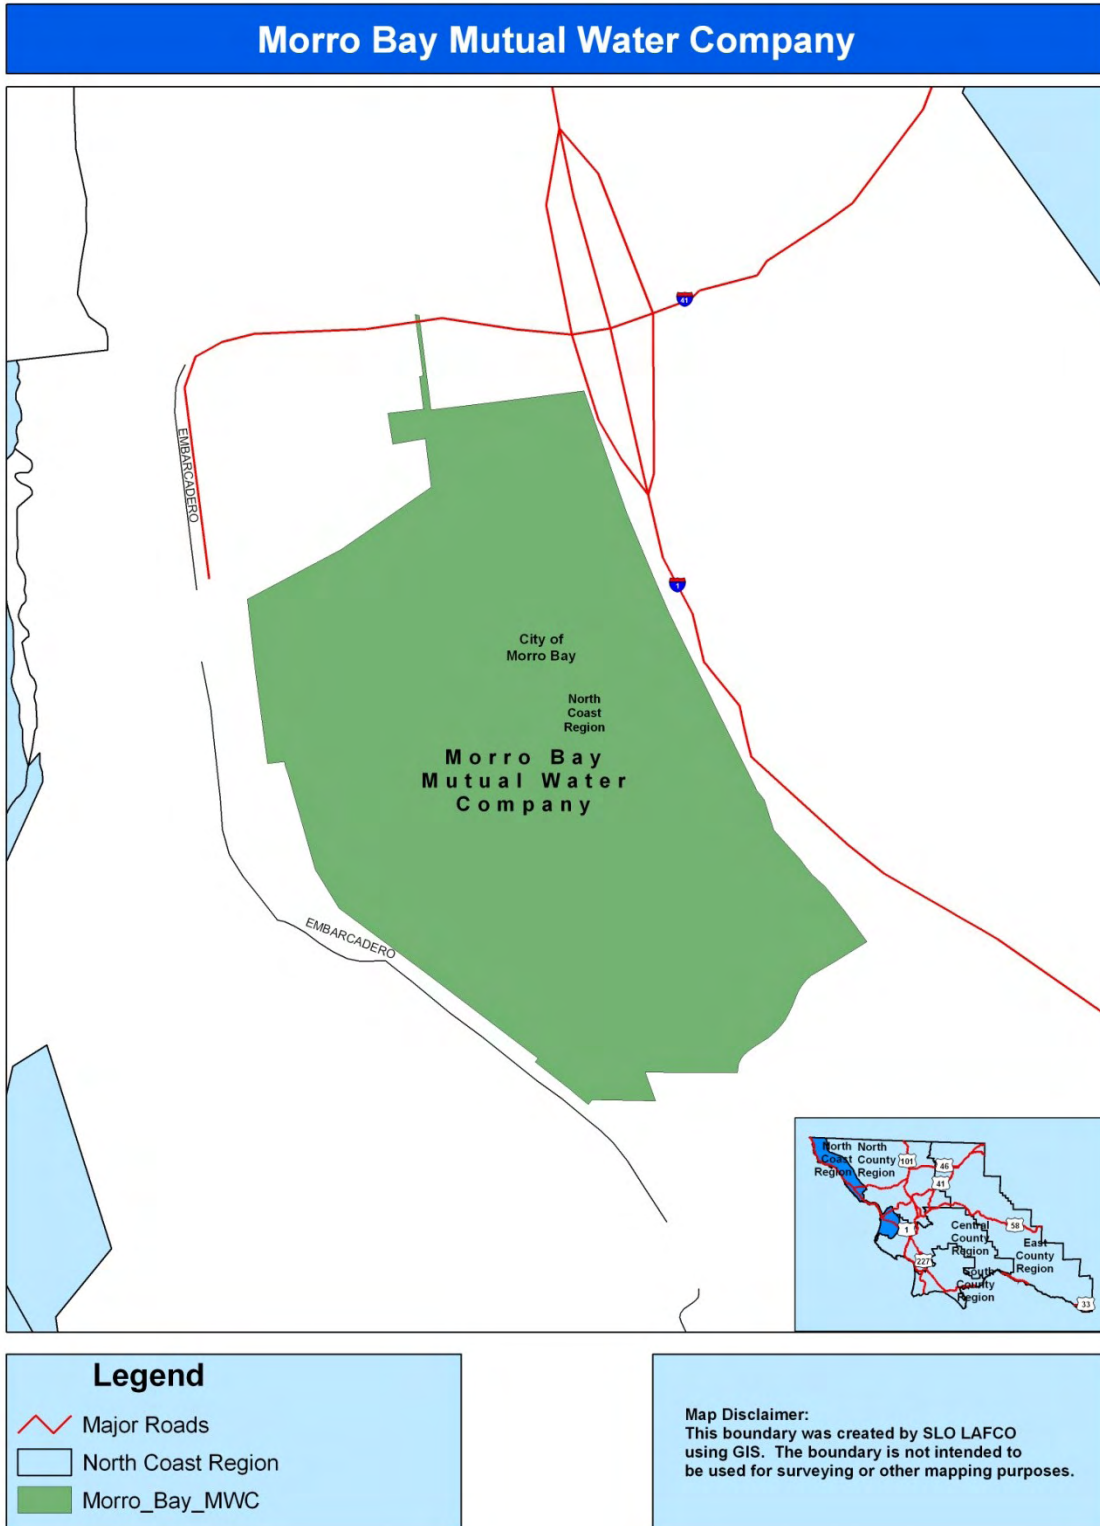 Morro Bay Mutual Water Company
41
EMBARCADERO
1
City of
Morro Bay
North
Coast
Region
Morro Bay
Mutual Water
Company
EMBARCADERO
North
Coast
Region
North
County
Region
101
46
41
1
58
Central
County
Region
East
County
Region
227
South
County
Region
33
Legend
Major Roads
North Coast Region
Morro_Bay_MWC
Map Disclaimer:
This boundary was created by SLO LAFCO
using GIS. The boundary is not intended to
be used for surveying or other mapping purposes.